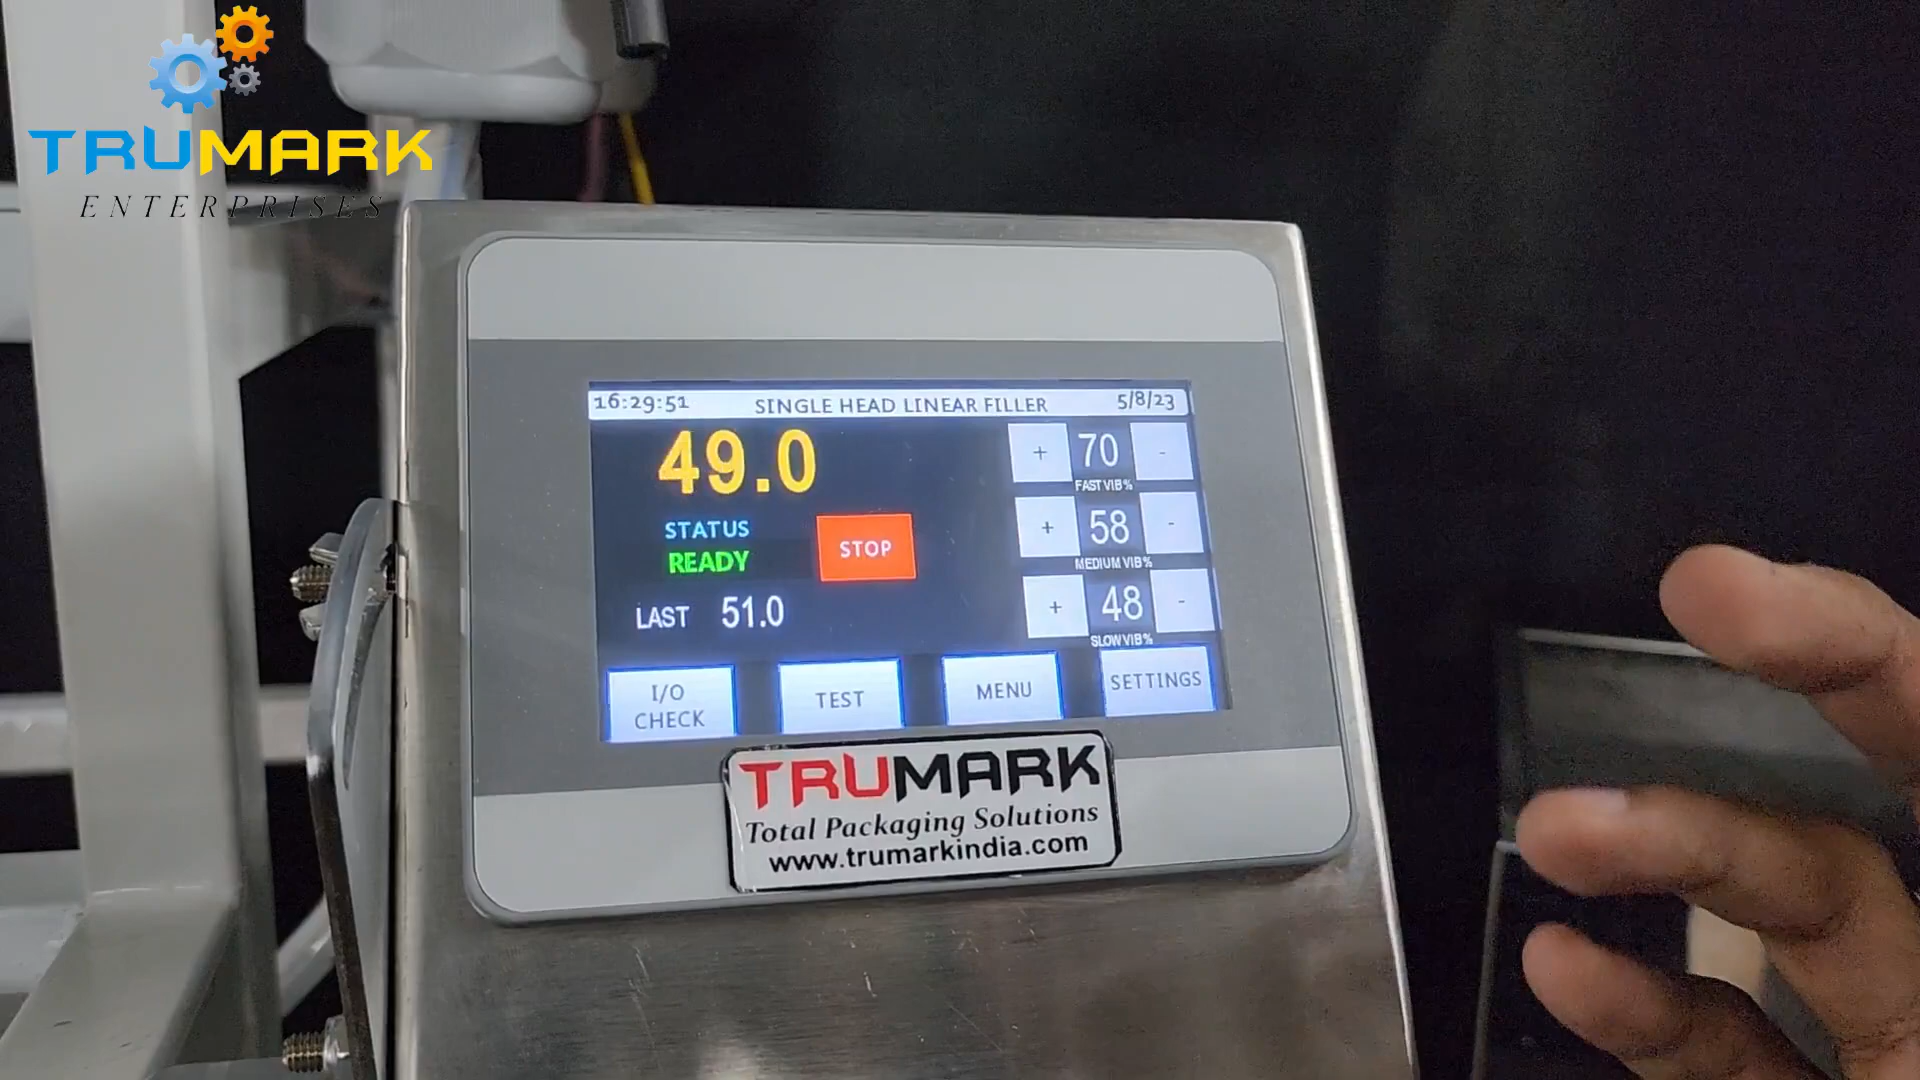 TRUMARK
ENTERPRISES
16:29:51 SINGLE HEAD LINEAR FILLER 5/8/23
49.0
+ 70 -
FAST VIB%
STATUS
READY
STOP
+ 58 -
MEDIUM VIB%
LAST 51.0
+ 48 -
SLOW VIB%
I/O
CHECK
TEST
MENU
SETTINGS
TRUMARK
Total Packaging Solutions
www.trumarkindia.com